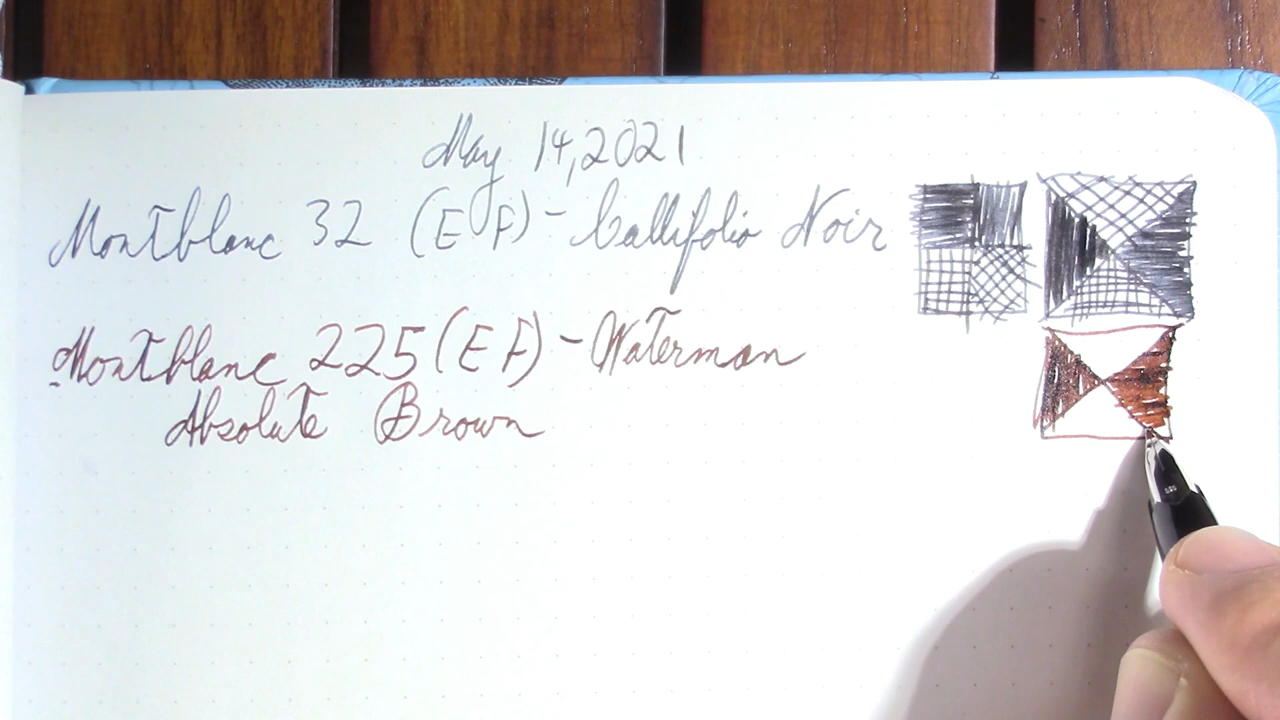 May 14,2021
Montblanc 32 (EF) - Callifolio Noir
Montblanc 225 (EF) - Waterman
Absolute Brown